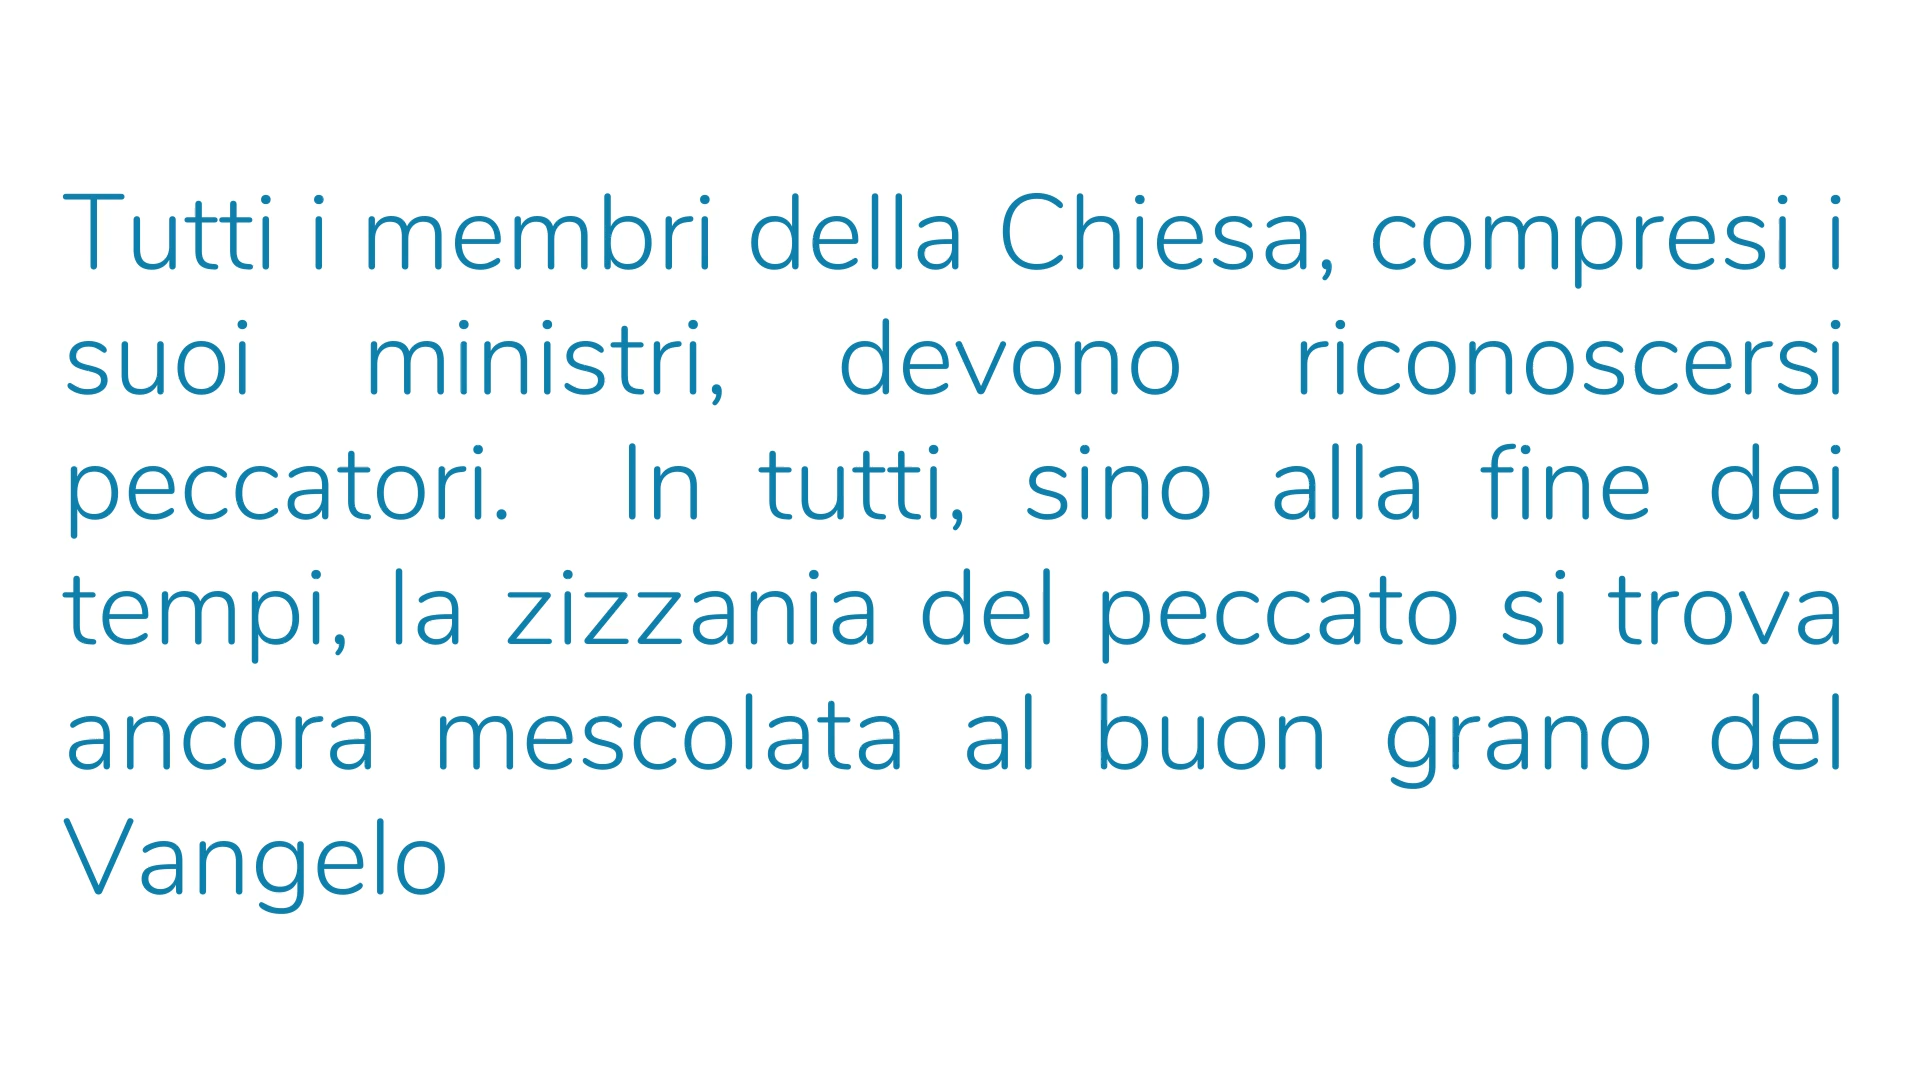 Tutti i membri della Chiesa, compresi i
suoi ministri, devono riconoscersi
peccatori. In tutti, sino alla fine dei
tempi, la zizzania del peccato si trova
ancora mescolata al buon grano del
Vangelo